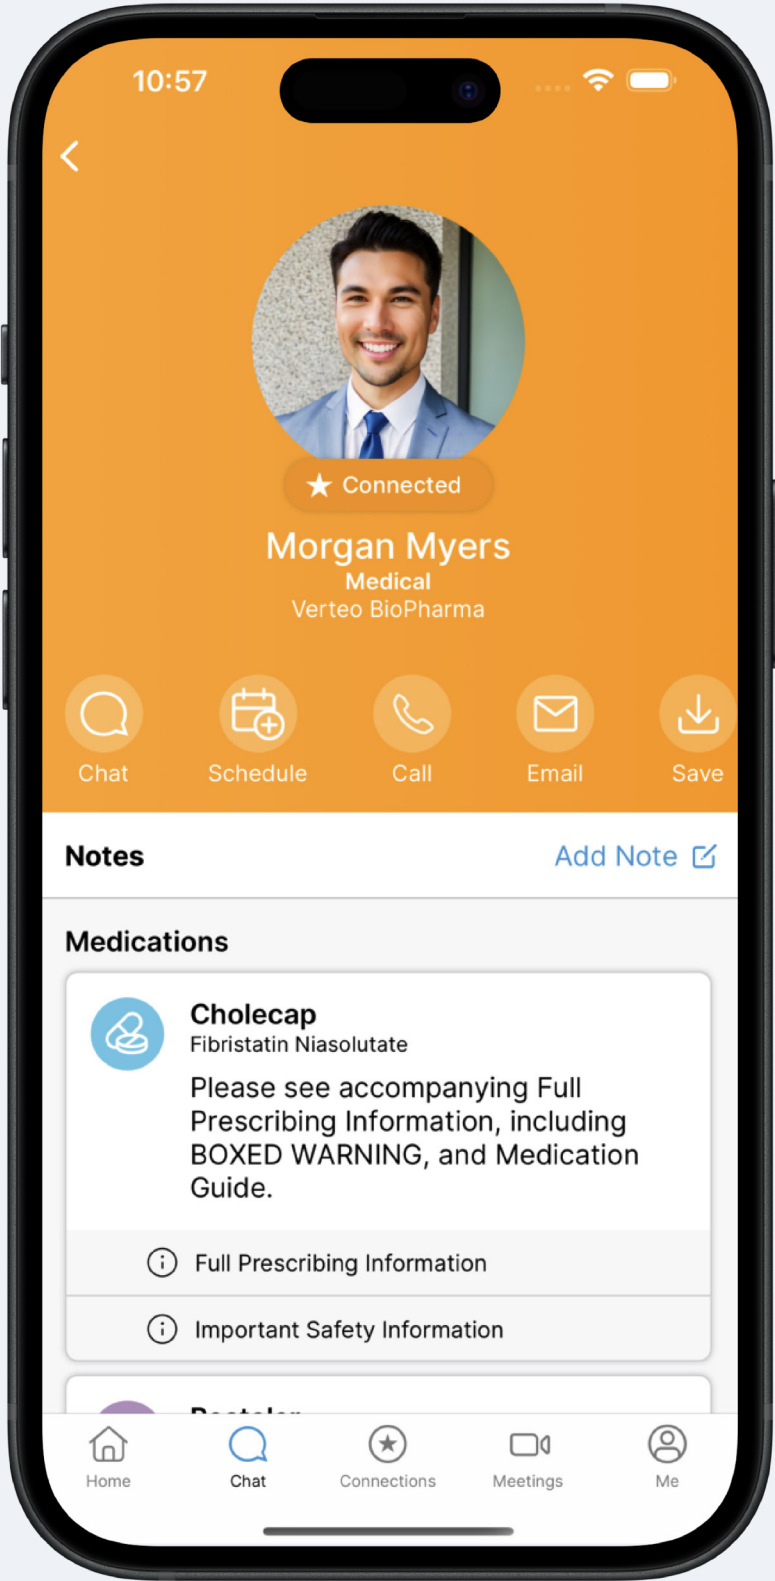 10:57
Connected
Morgan Myers
Medical
Verteo BioPharma
Chat Schedule Call Email Save
Notes Add Note
Medications
Cholecap
Fibristatin Niasolutate
Please see accompanying Full
Prescribing Information, including
BOXED WARNING, and Medication
Guide.
Full Prescribing Information
Important Safety Information
Home Chat Connections Meetings Me